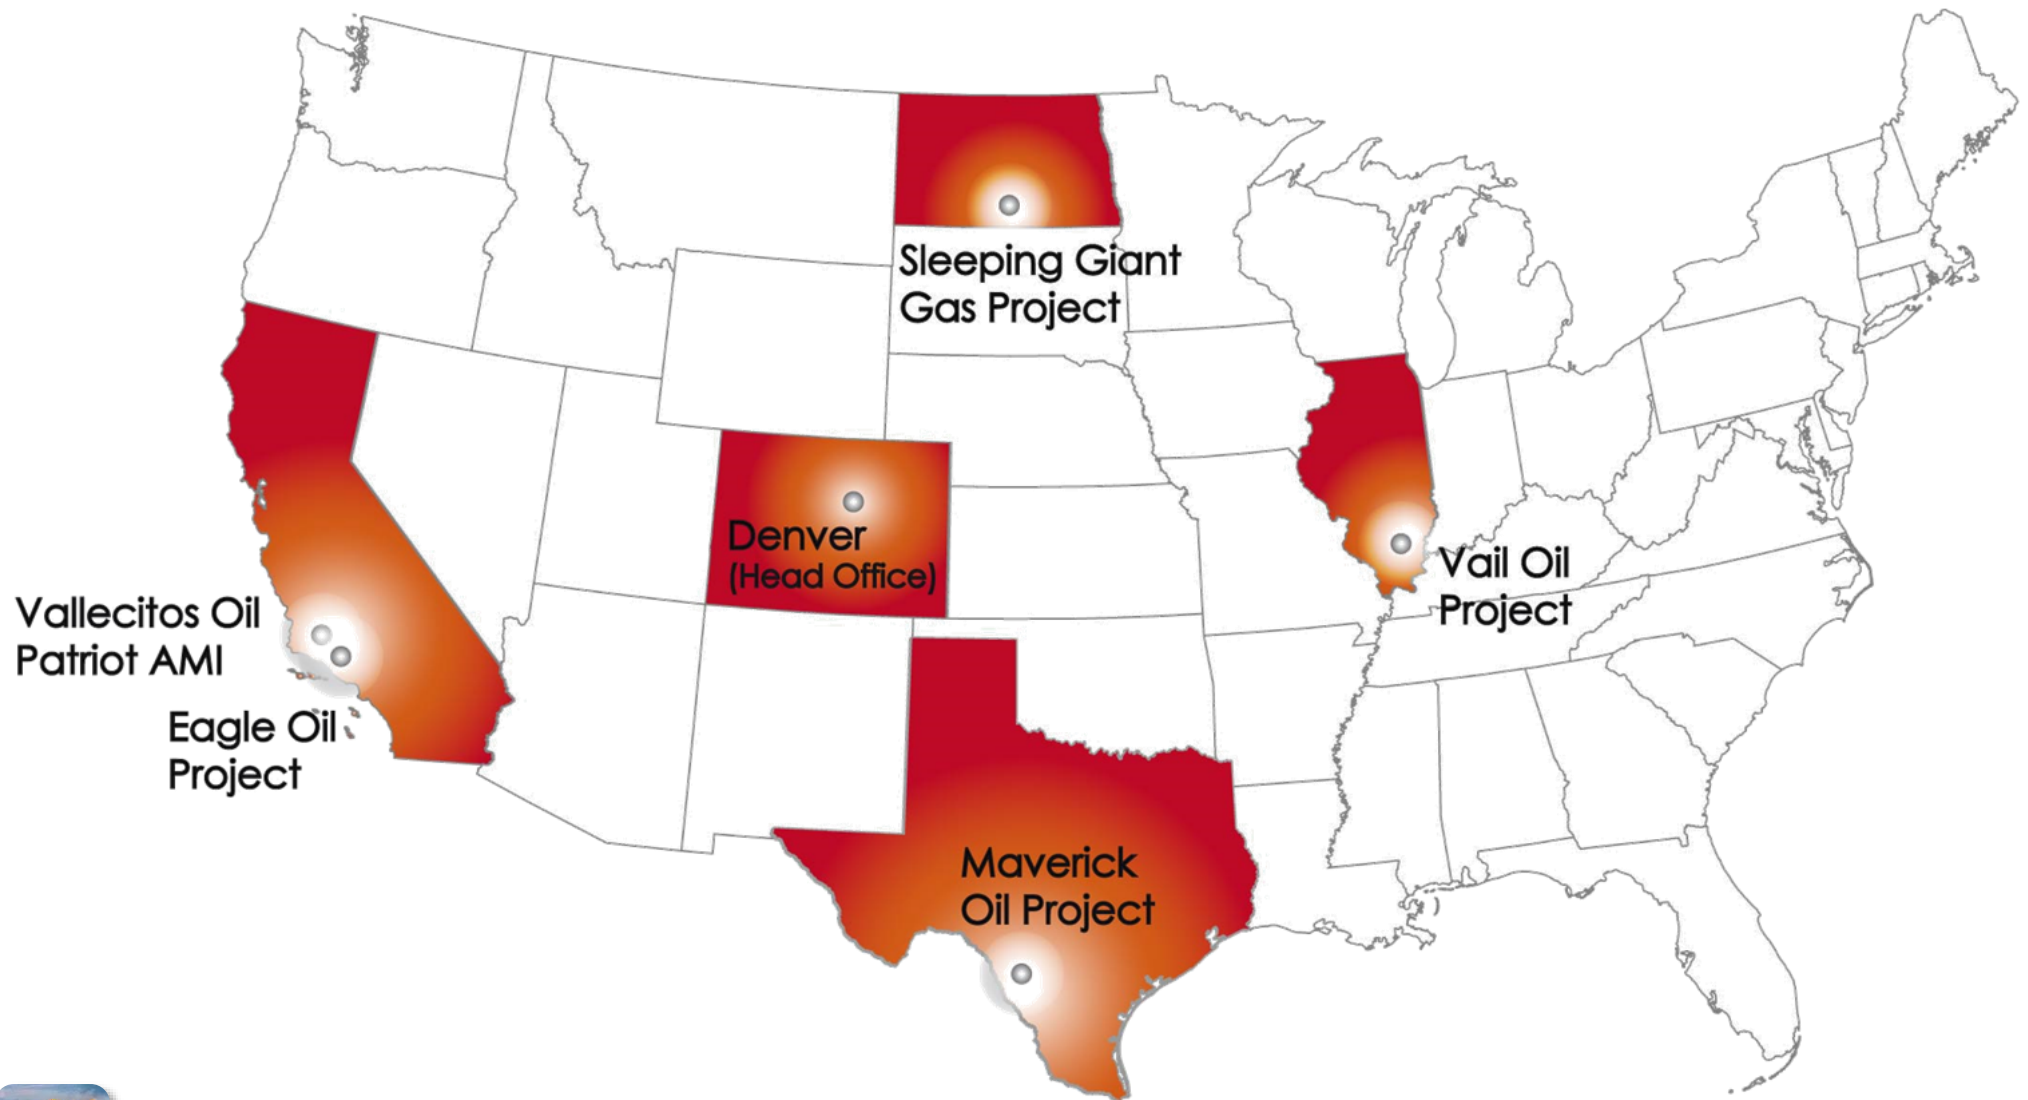 Sleeping Giant
Gas Project
Denver
(Head Office)
Vail Oil
Project
Vallecitos Oil
Patriot AMI
Eagle Oil
Project
Maverick
Oil Project